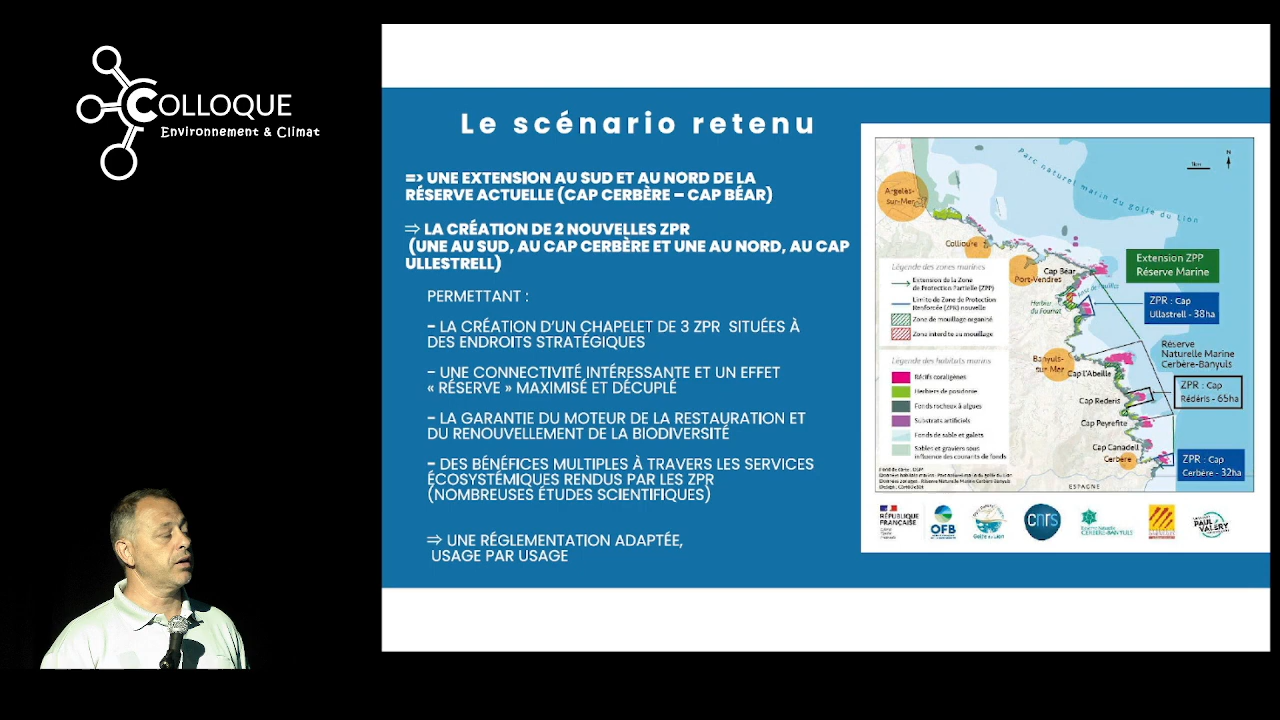 COLLOQUE
Environnement & Climat
Le scénario retenu
=> UNE EXTENSION AU SUD ET AU NORD DE LA
RÉSERVE ACTUELLE (CAP CERBÈRE – CAP BÉAR)
⇒ LA CRÉATION DE 2 NOUVELLES ZPR
(UNE AU SUD, AU CAP CERBÈRE ET UNE AU NORD, AU CAP
ULLESTRELL)
PERMETTANT :
- LA CRÉATION D'UN CHAPELET DE 3 ZPR SITUÉES À
DES ENDROITS STRATÉGIQUES
- UNE CONNECTIVITÉ INTÉRESSANTE ET UN EFFET
« RÉSERVE » MAXIMISÉ ET DÉCUPLÉ
- LA GARANTIE DU MOTEUR DE LA RESTAURATION ET
DU RENOUVELLEMENT DE LA BIODIVERSITÉ
- DES BÉNÉFICES MULTIPLES À TRAVERS LES SERVICES
ÉCOSYSTÉMIQUES RENDUS PAR LES ZPR
(NOMBREUSES ÉTUDES SCIENTIFIQUES)
⇒ UNE RÉGLEMENTATION ADAPTÉE,
USAGE PAR USAGE
Parc naturel marin du golfe du Lion
1km
N
Argelès-
sur-Mer
Collioure
Port-Vendres
Cap Béar
Extension ZPP
Réserve Marine
ZPR : Cap
Ullastrell - 38ha
Herbier
du Fourat
Réserve
Naturelle Marine
Cerbère-Banyuls
Banyuls-
sur-Mer
Cap l'Abeille
ZPR : Cap
Rédéris - 65ha
Cap Rederis
Cap Peyrefite
Cap Canadell
Cerbère
ZPR : Cap
Cerbère - 32ha
ESPAGNE
Légende des zones marines
Extension de la Zone
de Protection Partielle (ZPP)
Limite de Zone de Protection
Renforcée (ZPR) nouvelle
Zone de mouillage organisé
Zone interdite au mouillage
Légende des habitats marins
Récifs coralligènes
Herbiers de posidonie
Fonds rocheux à algues
Substrats artificiels
Fonds de sable et galets
Sables et graviers sous
influence des courants de fonds
RÉPUBLIQUE
FRANÇAISE
OFB
Golfe du Lion
cnrs
CERBÈRE-BANYULS
PAUL
VALÉRY